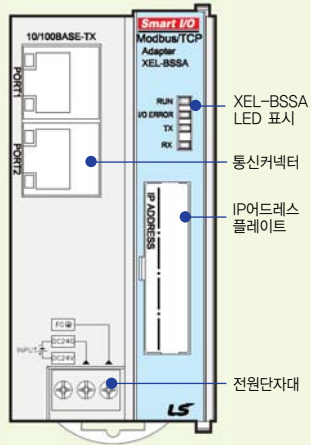 Smart I/O
10/100BASE-TX
Modbus/TCP
Adapter
XEL-BSSA
PORT1
PORT2
RUN
I/O ERROR
TX
RX
XEL-BSSA
LED 표시
통신커넥터
IP ADDRESS
IP어드레스
플레이트
FG
INPUT
DC24G
DC24V
전원단자대
LS